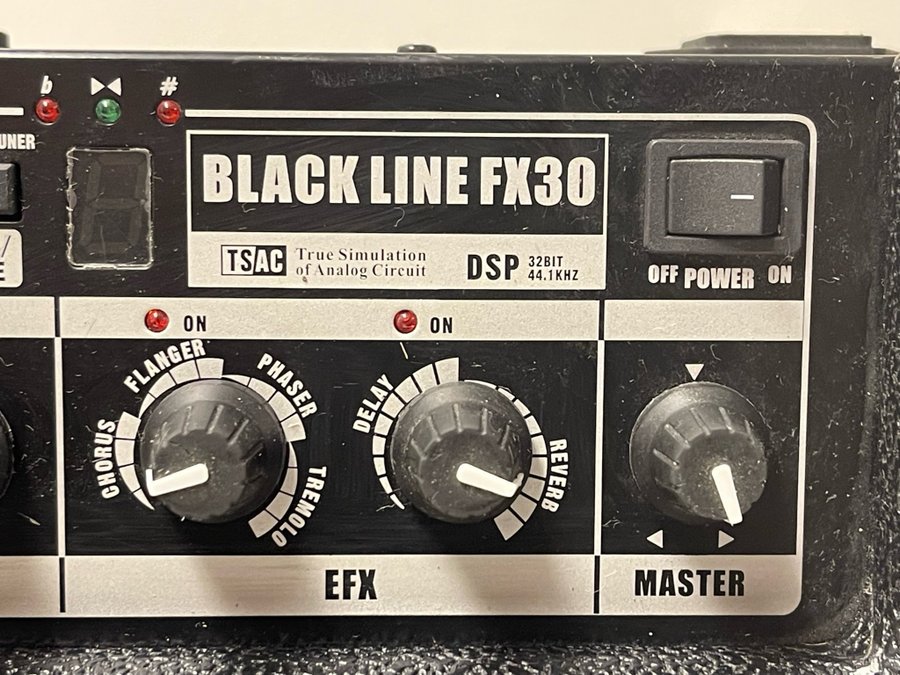 b
#
BLACK LINE FX30
TSAC True Simulation
of Analog Circuit
DSP 32BIT
44.1KHZ
OFF POWER ON
ON
ON
CHORUS
FLANGER
PHASER
TREMOLO
DELAY
REVERB
EFX
MASTER